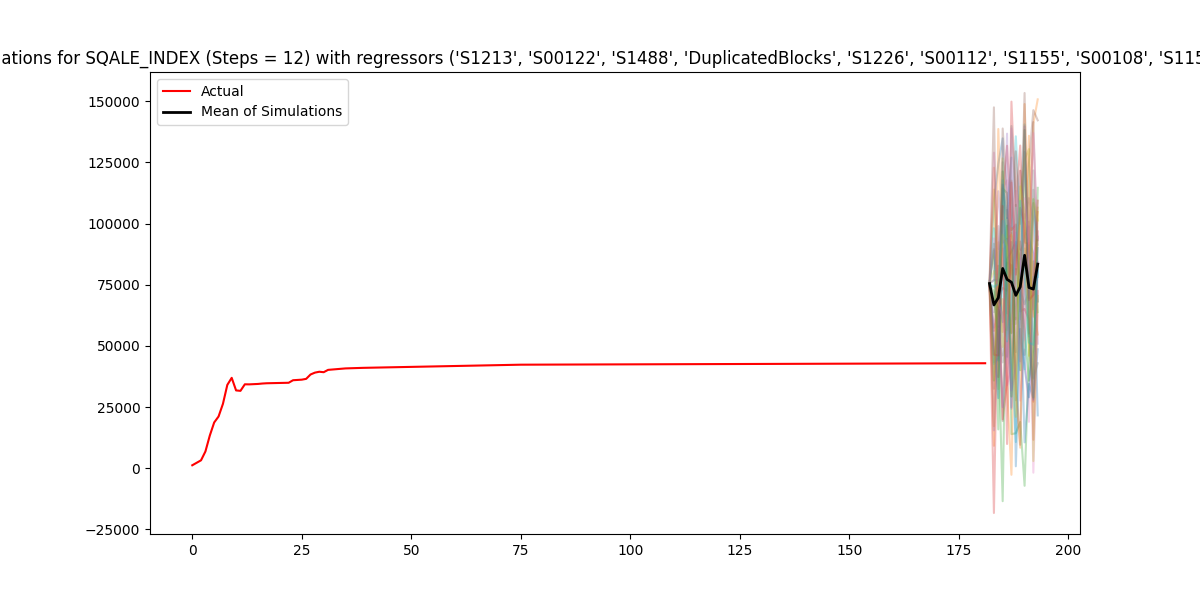 ations for SQALE_INDEX (Steps = 12) with regressors ('S1213', 'S00122', 'S1488', 'DuplicatedBlocks', 'S1226', 'S00112', 'S1155', 'S00108', 'S115
Actual
Mean of Simulations
150000
125000
100000
75000
50000
25000
0
−25000
0 25 50 75 100 125 150 175 200